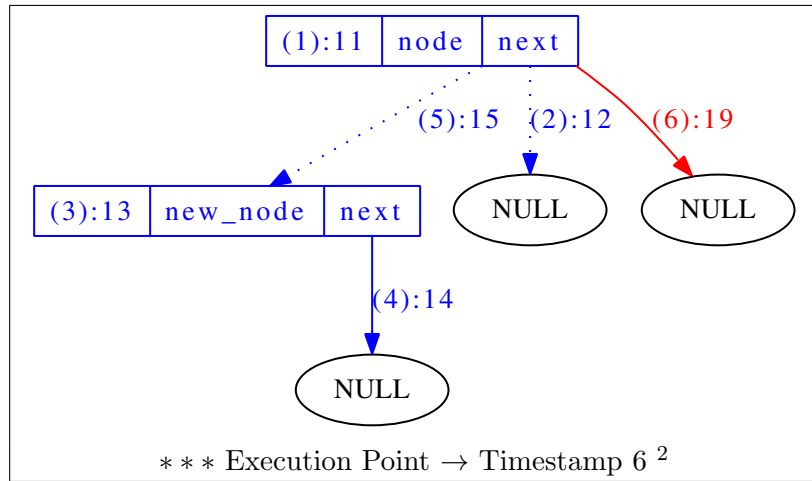 (1):11 node next
(5):15 (2):12 (6):19
(3):13 new_node next NULL NULL
(4):14
NULL
∗ ∗ ∗ Execution Point → Timestamp 6 ²